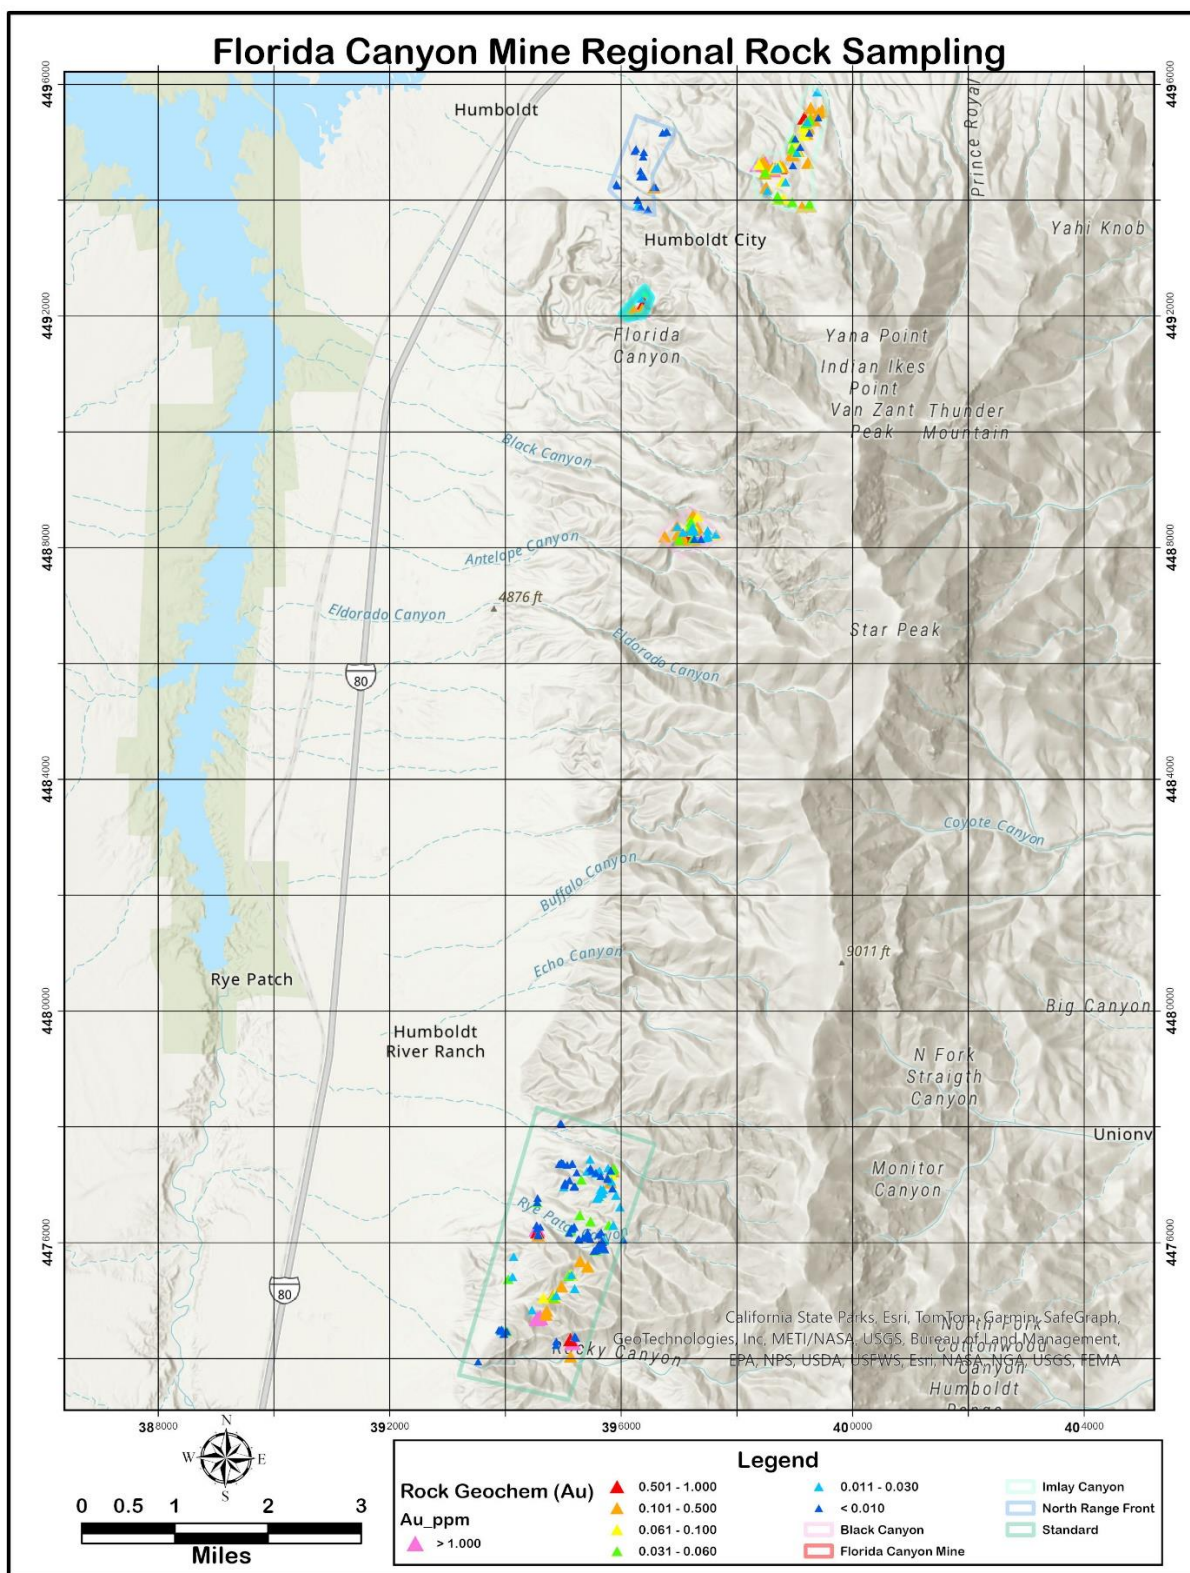 Florida Canyon Mine Regional Rock Sampling
4496000
4496000
Humboldt
Prince Royal
Yahi Knob
Humboldt City
4492000
4492000
Florida
Canyon
Yana Point
Indian Ikes
Point
Van Zant
Peak
Thunder
Mountain
Black Canyon
Antelope Canyon
4488000
4488000
4876 ft
Eldorado Canyon
Eldorado Canyon
Star Peak
80
4484000
4484000
Coyote Canyon
Buffalo Canyon
Echo Canyon
9011 ft
Rye Patch
Big Canyon
4480000
4480000
Humboldt
River Ranch
N Fork
Straigth
Canyon
Unionv
Monitor
Canyon
Rye Patch Canyon
4476000
4476000
80
California State Parks, Esri, TomTom, Garmin, SafeGraph,
GeoTechnologies, Inc, METI/NASA, USGS, Bureau of Land Management,
EPA, NPS, USDA, USFWS, Esri, NASA, NGA, USGS, FEMA
Rocky Canyon
North Fork
Cottonwood
Canyon
Humboldt
Range
388000
392000
396000
400000
404000
N
W
E
S
0 0.5 1 2 3
Miles
Legend
Rock Geochem (Au)
Au_ppm
> 1.000
0.501 - 1.000
0.101 - 0.500
0.061 - 0.100
0.031 - 0.060
0.011 - 0.030
< 0.010
Black Canyon
Florida Canyon Mine
Imlay Canyon
North Range Front
Standard